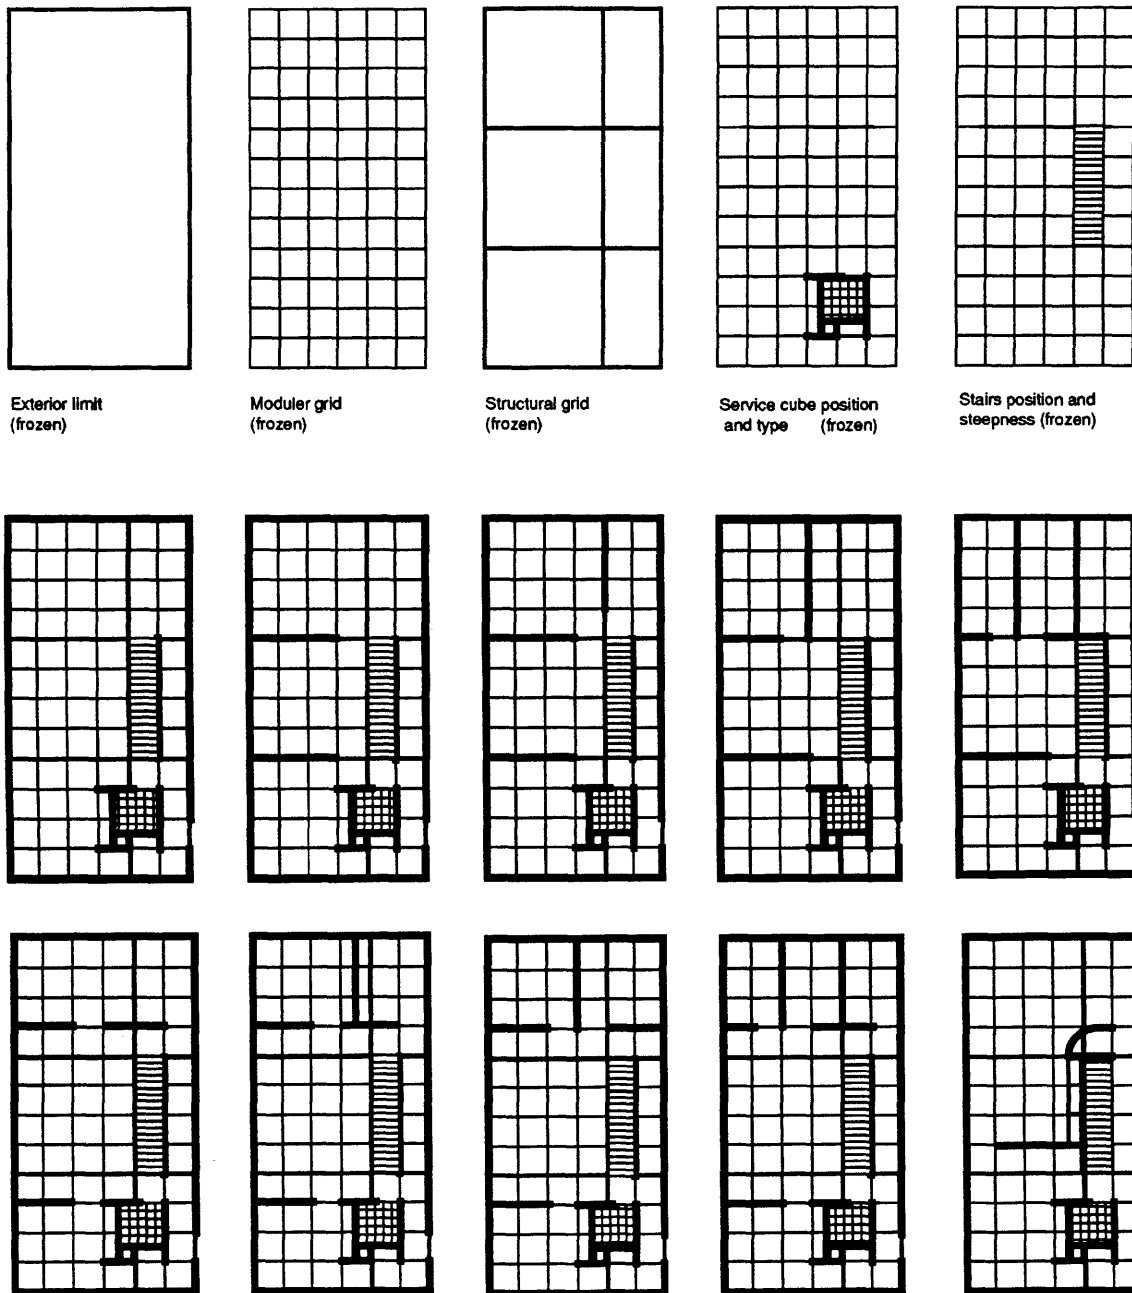 Exterior limit
(frozen)
Moduler grid
(frozen)
Structural grid
(frozen)
Service cube position
and type (frozen)
Stairs position and
steepness (frozen)